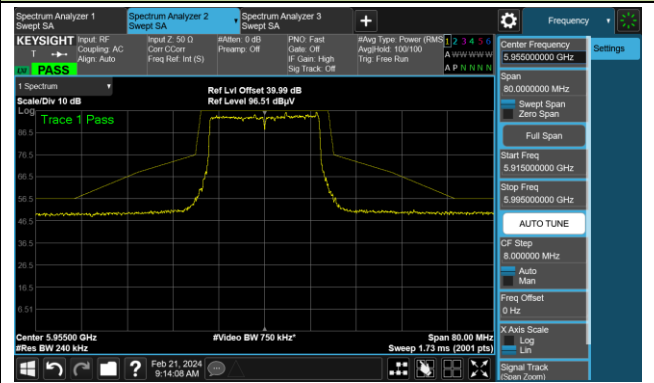 Spectrum Analyzer 1
Swept SA
Spectrum Analyzer 2
Swept SA
Spectrum Analyzer 3
Swept SA
+
Frequency
KEYSIGHT
T
LXI
PASS
Input: RF
Coupling: AC
Align: Auto
Input Z: 50 Ω
Corr CCorr
Freq Ref: Int (S)
#Atten: 0 dB
Preamp: Off
PNO: Fast
Gate: Off
IF Gain: High
Sig Track: Off
#Avg Type: Power (RMS)
Avg|Hold: 100/100
Trig: Free Run
1 2 3 4 5 6
A W W W W W
A P N N N N
1 Spectrum
Scale/Div 10 dB
Ref Lvl Offset 39.99 dB
Ref Level 96.51 dBµV
Log
Trace 1 Pass
86.5
76.5
66.5
56.5
46.5
36.5
26.5
16.5
6.51
Center 5.95500 GHz
#Res BW 240 kHz
#Video BW 750 kHz*
Span 80.00 MHz
Sweep 1.73 ms (2001 pts)
Center Frequency
5.955000000 GHz
Settings
Span
80.0000000 MHz
Swept Span
Zero Span
Full Span
Start Freq
5.915000000 GHz
Stop Freq
5.995000000 GHz
AUTO TUNE
CF Step
8.000000 MHz
Auto
Man
Freq Offset
0 Hz
X Axis Scale
Log
Lin
Signal Track
(Span Zoom)
?
Feb 21, 2024
9:14:08 AM